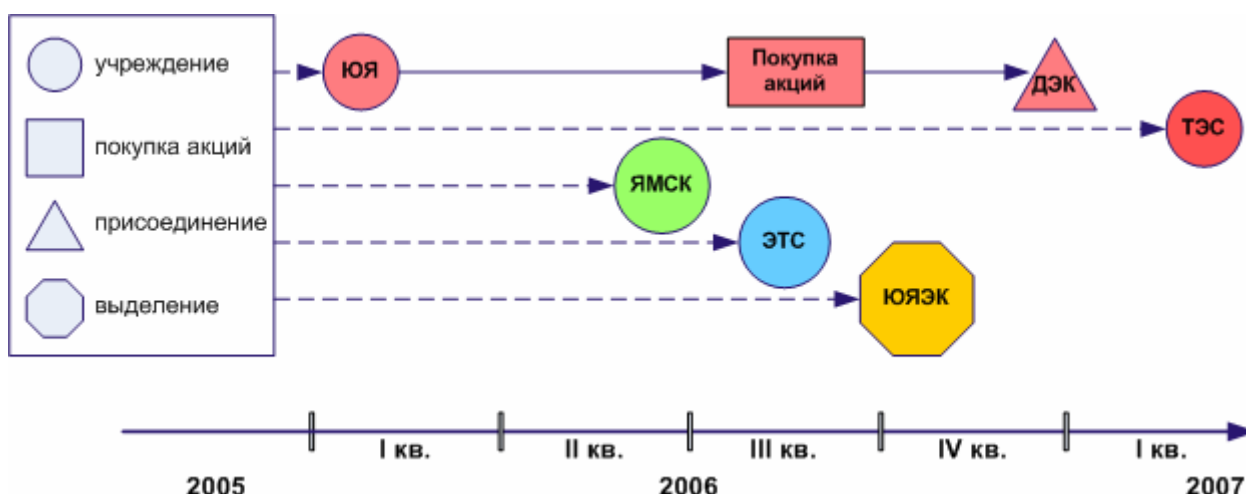 учреждение
покупка акций
присоединение
выделение
ЮЯ
Покупка
акций
ДЭК
ТЭС
ЯМСК
ЭТС
ЮЯЭК
I кв.
II кв.
III кв.
IV кв.
I кв.
2005
2006
2007